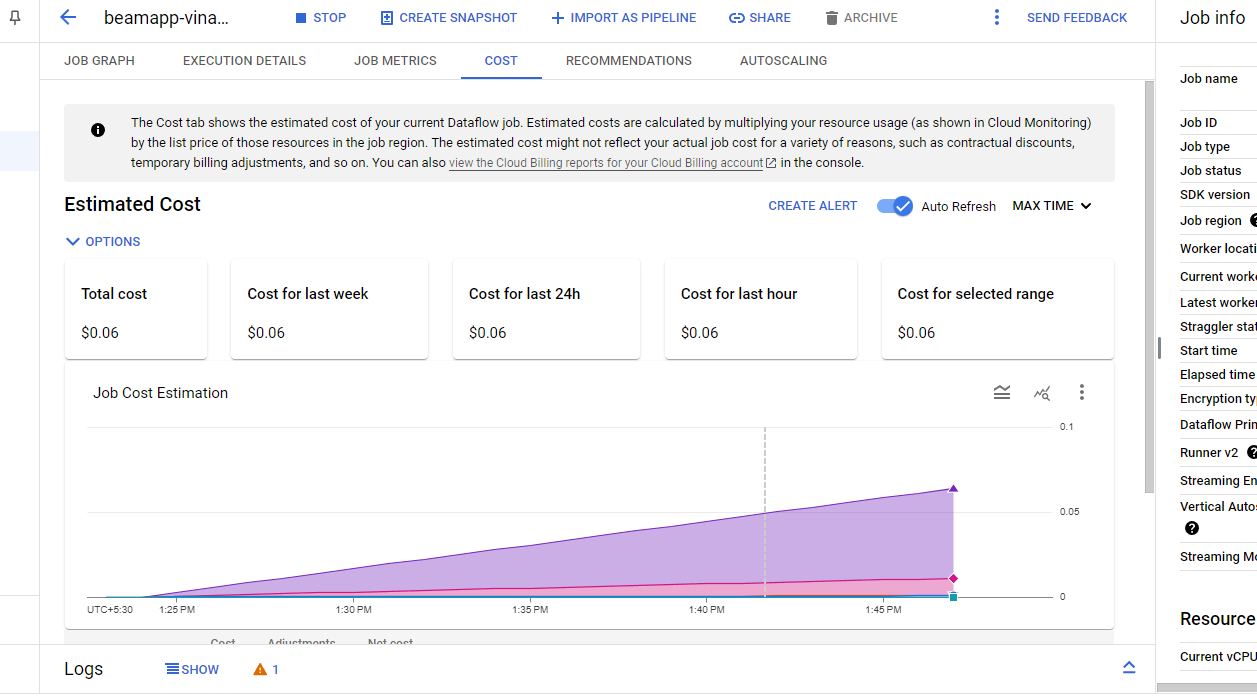 beamapp-vina...
STOP
CREATE SNAPSHOT
IMPORT AS PIPELINE
SHARE
ARCHIVE
SEND FEEDBACK
JOB GRAPH
EXECUTION DETAILS
JOB METRICS
COST
RECOMMENDATIONS
AUTOSCALING
The Cost tab shows the estimated cost of your current Dataflow job. Estimated costs are calculated by multiplying your resource usage (as shown in Cloud Monitoring)
by the list price of those resources in the job region. The estimated cost might not reflect your actual job cost for a variety of reasons, such as contractual discounts,
temporary billing adjustments, and so on. You can also view the Cloud Billing reports for your Cloud Billing account in the console.
Estimated Cost
CREATE ALERT
Auto Refresh
MAX TIME
OPTIONS
Total cost
$0.06
Cost for last week
$0.06
Cost for last 24h
$0.06
Cost for last hour
$0.06
Cost for selected range
$0.06
Job Cost Estimation
0.1
0.05
0
UTC+5:30
1:25 PM
1:30 PM
1:35 PM
1:40 PM
1:45 PM
Cost
Adjustments
Net cost
Logs
SHOW
1
Job info
Job name
Job ID
Job type
Job status
SDK version
Job region
Worker locati
Current worke
Latest worker
Straggler stat
Start time
Elapsed time
Encryption ty
Dataflow Prin
Runner v2
Streaming En
Vertical Autos
Streaming Mo
Resource
Current vCPU